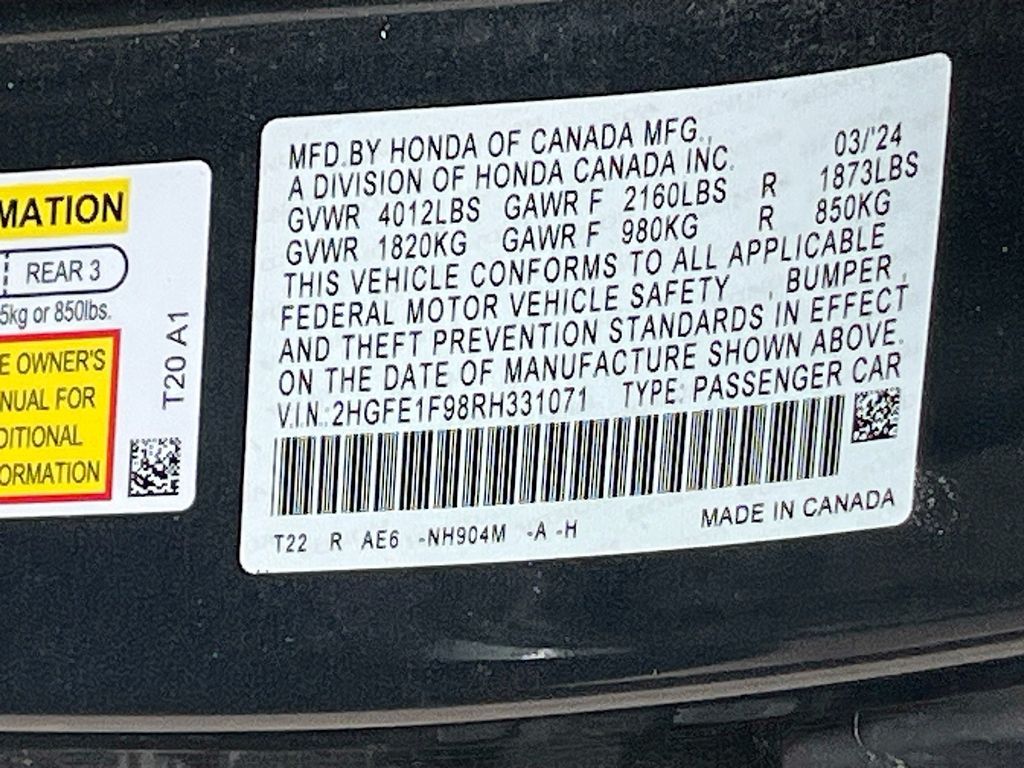 MATION
REAR 3
5kg or 850lbs.
E OWNER'S
NUAL FOR
DITIONAL
ORMATION
T20 A1
MFD.BY HONDA OF CANADA MFG., 03/'24
A DIVISION OF HONDA CANADA INC.
GVWR 4012LBS GAWR F 2160LBS R 1873LBS
GVWR 1820KG GAWR F 980KG R 850KG
THIS VEHICLE CONFORMS TO ALL APPLICABLE
FEDERAL MOTOR VEHICLE SAFETY , BUMPER ,
AND THEFT PREVENTION STANDARDS IN EFFECT
ON THE DATE OF MANUFACTURE SHOWN ABOVE.
V.I.N.:2HGFE1F98RH331071 TYPE: PASSENGER CAR
T22 R AE6 -NH904M -A -H MADE IN CANADA